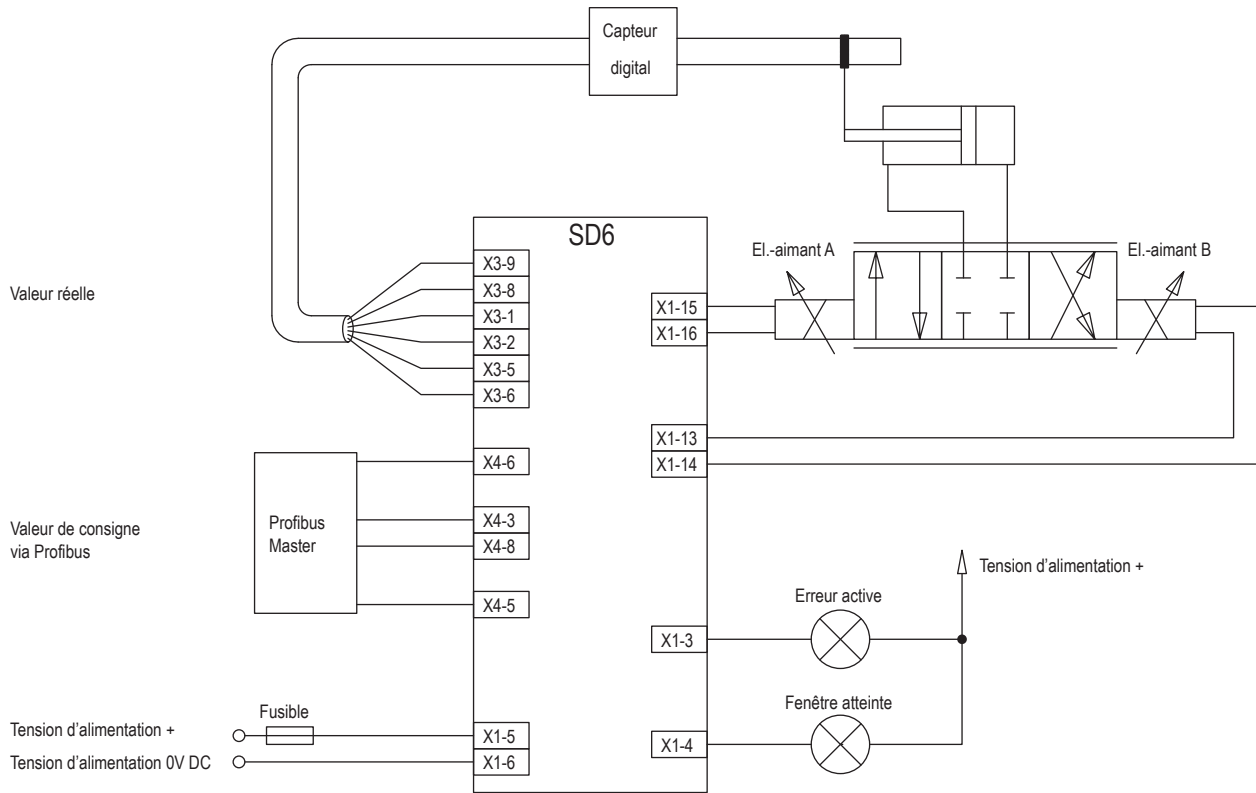 Capteur
digital
SD6
El.-aimant A
El.-aimant B
Valeur réelle
X3-9
X3-8
X3-1
X3-2
X3-5
X3-6
X1-15
X1-16
X1-13
X1-14
Valeur de consigne
via Profibus
Profibus
Master
X4-6
X4-3
X4-8
X4-5
Tension d’alimentation +
Erreur active
X1-3
Fenêtre atteinte
X1-4
Tension d’alimentation +
Fusible
X1-5
Tension d’alimentation 0V DC
X1-6